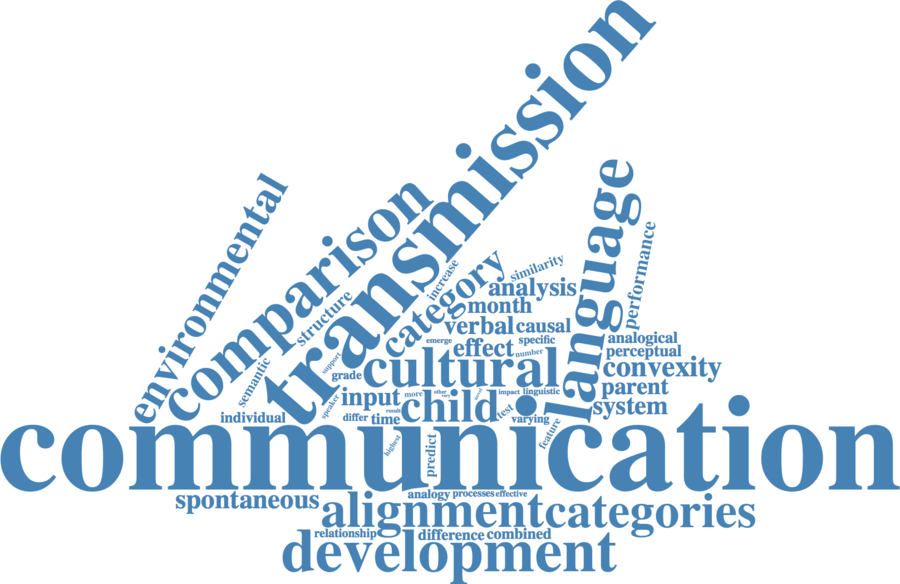 transmission
environmental
comparison
language
performance
category
increase
similarity
structure
analysis
month
verbal
causal
emerge
specific
effect
number
analogical
perceptual
convexity
support
semantic
grade
cultural
parent
input
more
other
impact
linguistic
system
speaker
child
test
individual
differ
time
result
varying
feature
communication
highest
predict
spontaneous
analogy
processes
effective
alignment
categories
relationship
difference
combined
development